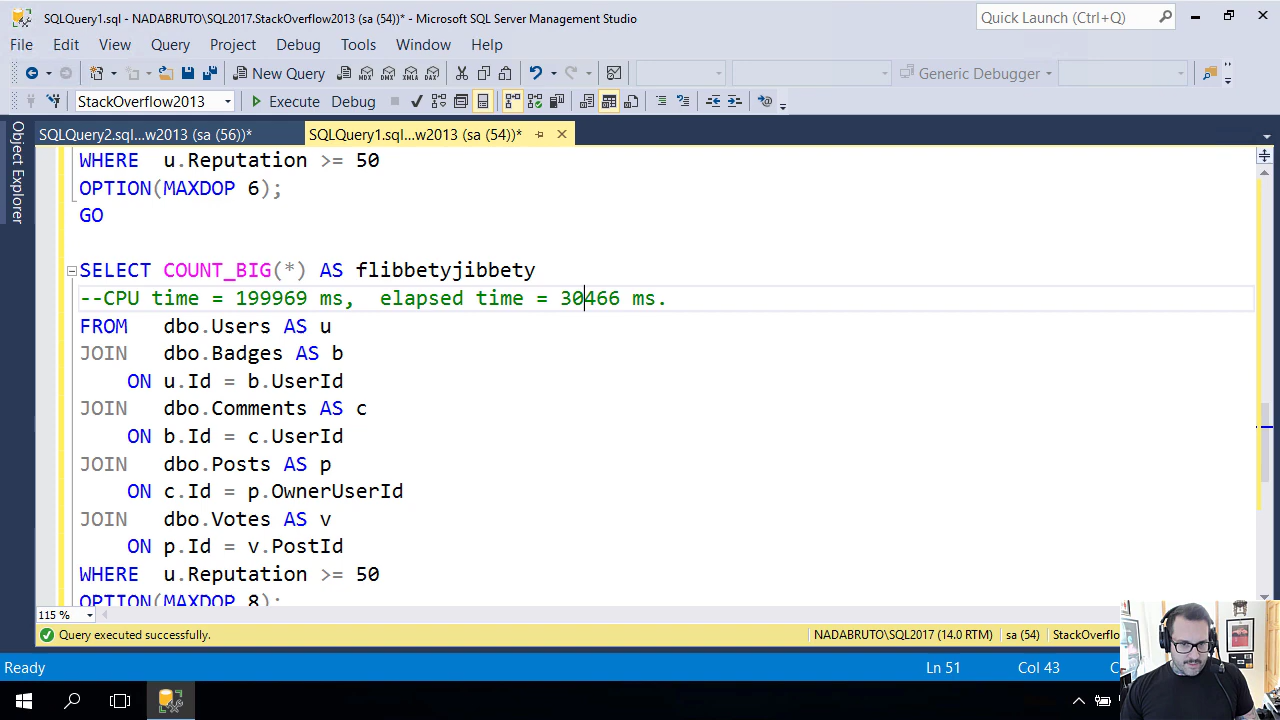 SQLQuery1.sql - NADABRUTO\SQL2017.StackOverflow2013 (sa (54))* - Microsoft SQL Server Management Studio
Quick Launch (Ctrl+Q)
File Edit View Query Project Debug Tools Window Help
New Query
Generic Debugger
StackOverflow2013 Execute Debug
SQLQuery2.sql...w2013 (sa (56))* SQLQuery1.sql...w2013 (sa (54))*
Object Explorer
WHERE u.Reputation >= 50
OPTION(MAXDOP 6);
GO
SELECT COUNT_BIG(*) AS flibbetyjibbety
--CPU time = 199969 ms,  elapsed time = 30466 ms.
FROM dbo.Users AS u
JOIN dbo.Badges AS b
ON u.Id = b.UserId
JOIN dbo.Comments AS c
ON b.Id = c.UserId
JOIN dbo.Posts AS p
ON c.Id = p.OwnerUserId
JOIN dbo.Votes AS v
ON p.Id = v.PostId
WHERE u.Reputation >= 50
OPTION(MAXDOP 8);
115 %
Query executed successfully. NADABRUTO\SQL2017 (14.0 RTM) sa (54) StackOverflo
Ready Ln 51 Col 43